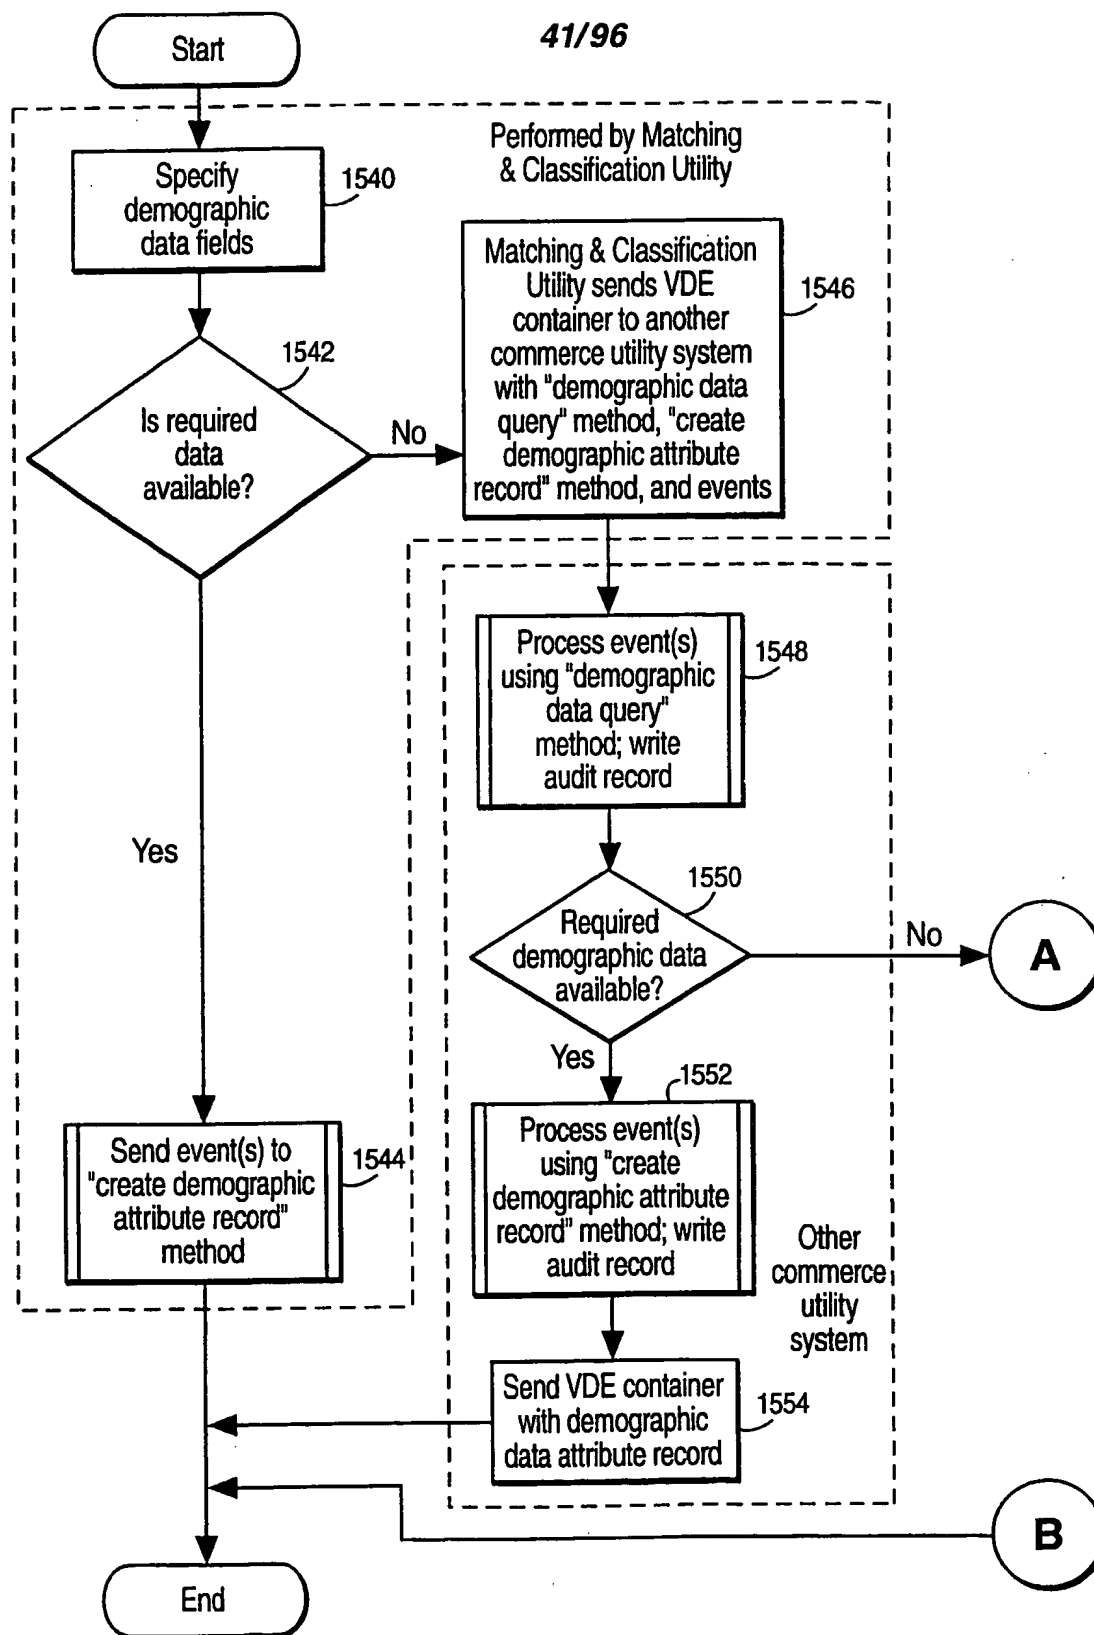 41/96
Start
Performed by Matching
& Classification Utility
Specify
demographic
data fields
1540
Matching & Classification
Utility sends VDE
container to another
commerce utility system
with "demographic data
query" method, "create
demographic attribute
record" method, and events
1546
1542
Is required
data
available?
No
Yes
Process event(s)
using "demographic
data query"
method; write
audit record
1548
1550
Required
demographic data
available?
No
A
Yes
1552
Process event(s)
using "create
demographic attribute
record" method; write
audit record
Send event(s) to
"create demographic
attribute record"
method
1544
Other
commerce
utility
system
Send VDE container
with demographic
data attribute record
1554
B
End